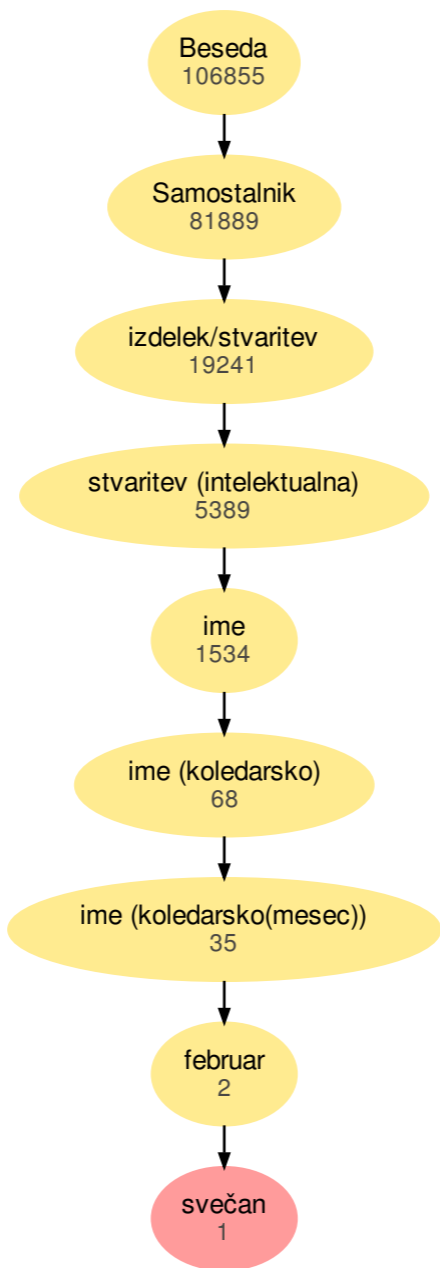 Beseda
106855
Samostalnik
81889
izdelek/stvaritev
19241
stvaritev (intelektualna)
5389
ime
1534
ime (koledarsko)
68
ime (koledarsko(mesec))
35
februar
2
svečan
1